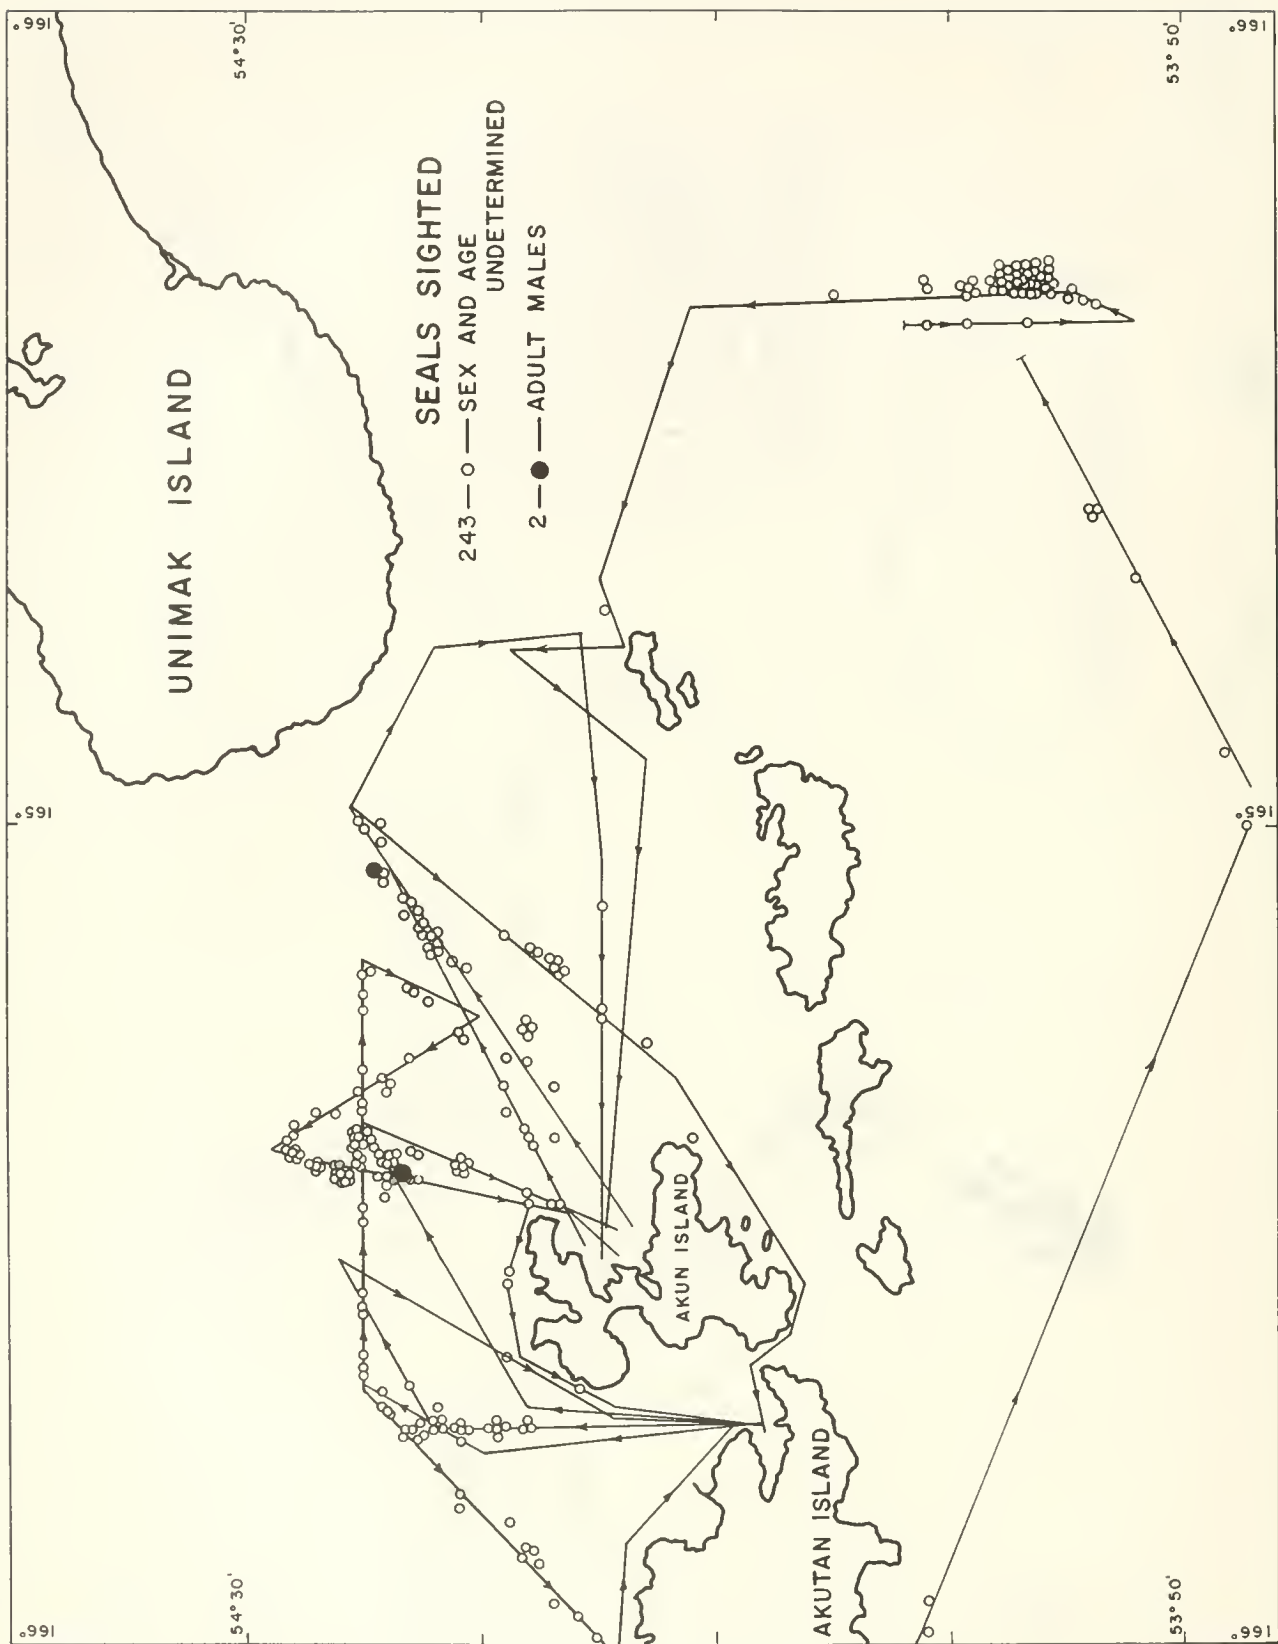 166°
165°
166°
54°30'
54°30'
UNIMAK ISLAND
SEALS SIGHTED
243—o—SEX AND AGE
UNDETERMINED
2—●—ADULT MALES
AKUN ISLAND
AKUTAN ISLAND
53°50'
53°50'
166°
165°
166°